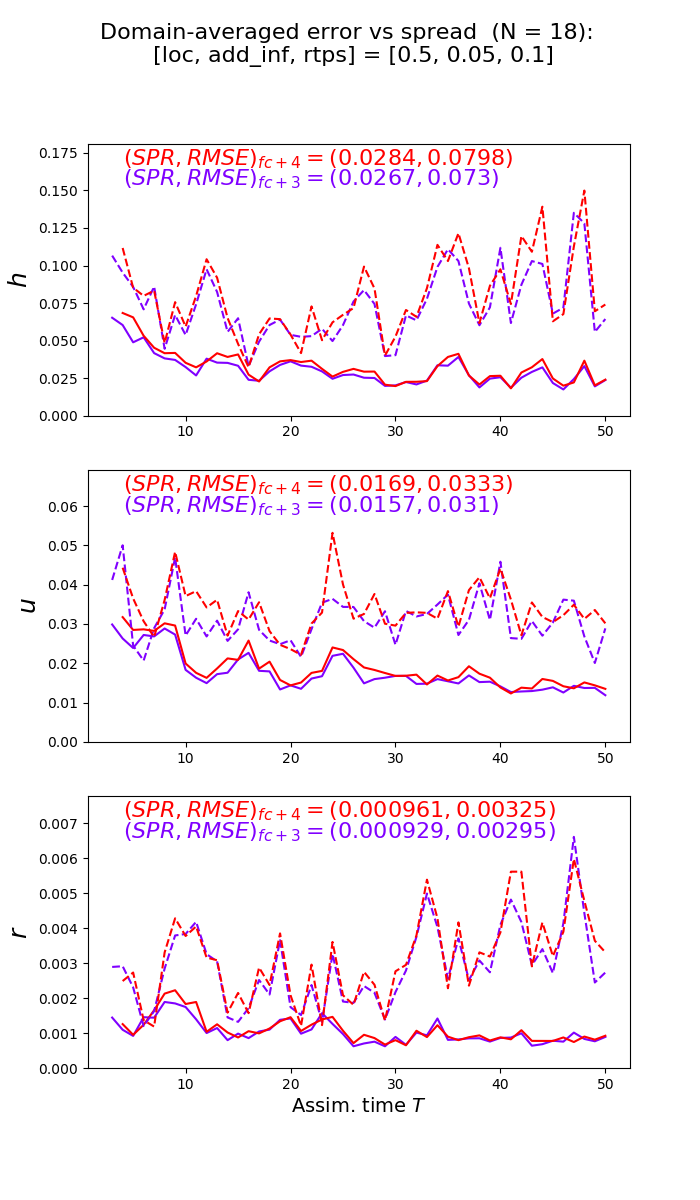 Domain-averaged error vs spread (N = 18):
[loc, add_inf, rtps] = [0.5, 0.05, 0.1]
(SPR, RMSE)fc+4 = (0.0284, 0.0798)
(SPR, RMSE)fc+3 = (0.0267, 0.073)
0.175
0.150
0.125
0.100
0.075
0.050
0.025
0.000
h
10 20 30 40 50
(SPR, RMSE)fc+4 = (0.0169, 0.0333)
(SPR, RMSE)fc+3 = (0.0157, 0.031)
0.06
0.05
0.04
0.03
0.02
0.01
0.00
u
10 20 30 40 50
(SPR, RMSE)fc+4 = (0.000961, 0.00325)
(SPR, RMSE)fc+3 = (0.000929, 0.00295)
0.007
0.006
0.005
0.004
0.003
0.002
0.001
0.000
r
10 20 30 40 50
Assim. time T